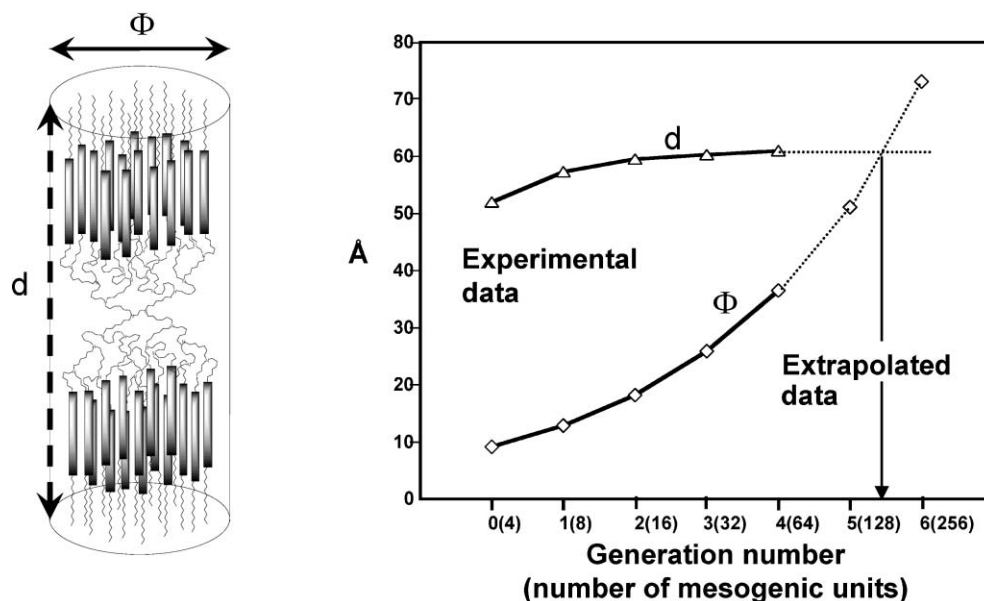 Φ
d
80
70
60
50
40
30
20
10
0
Å
d
Experimental
data
Φ
Extrapolated
data
0(4) 1(8) 2(16) 3(32) 4(64) 5(128) 6(256)
Generation number
(number of mesogenic units)